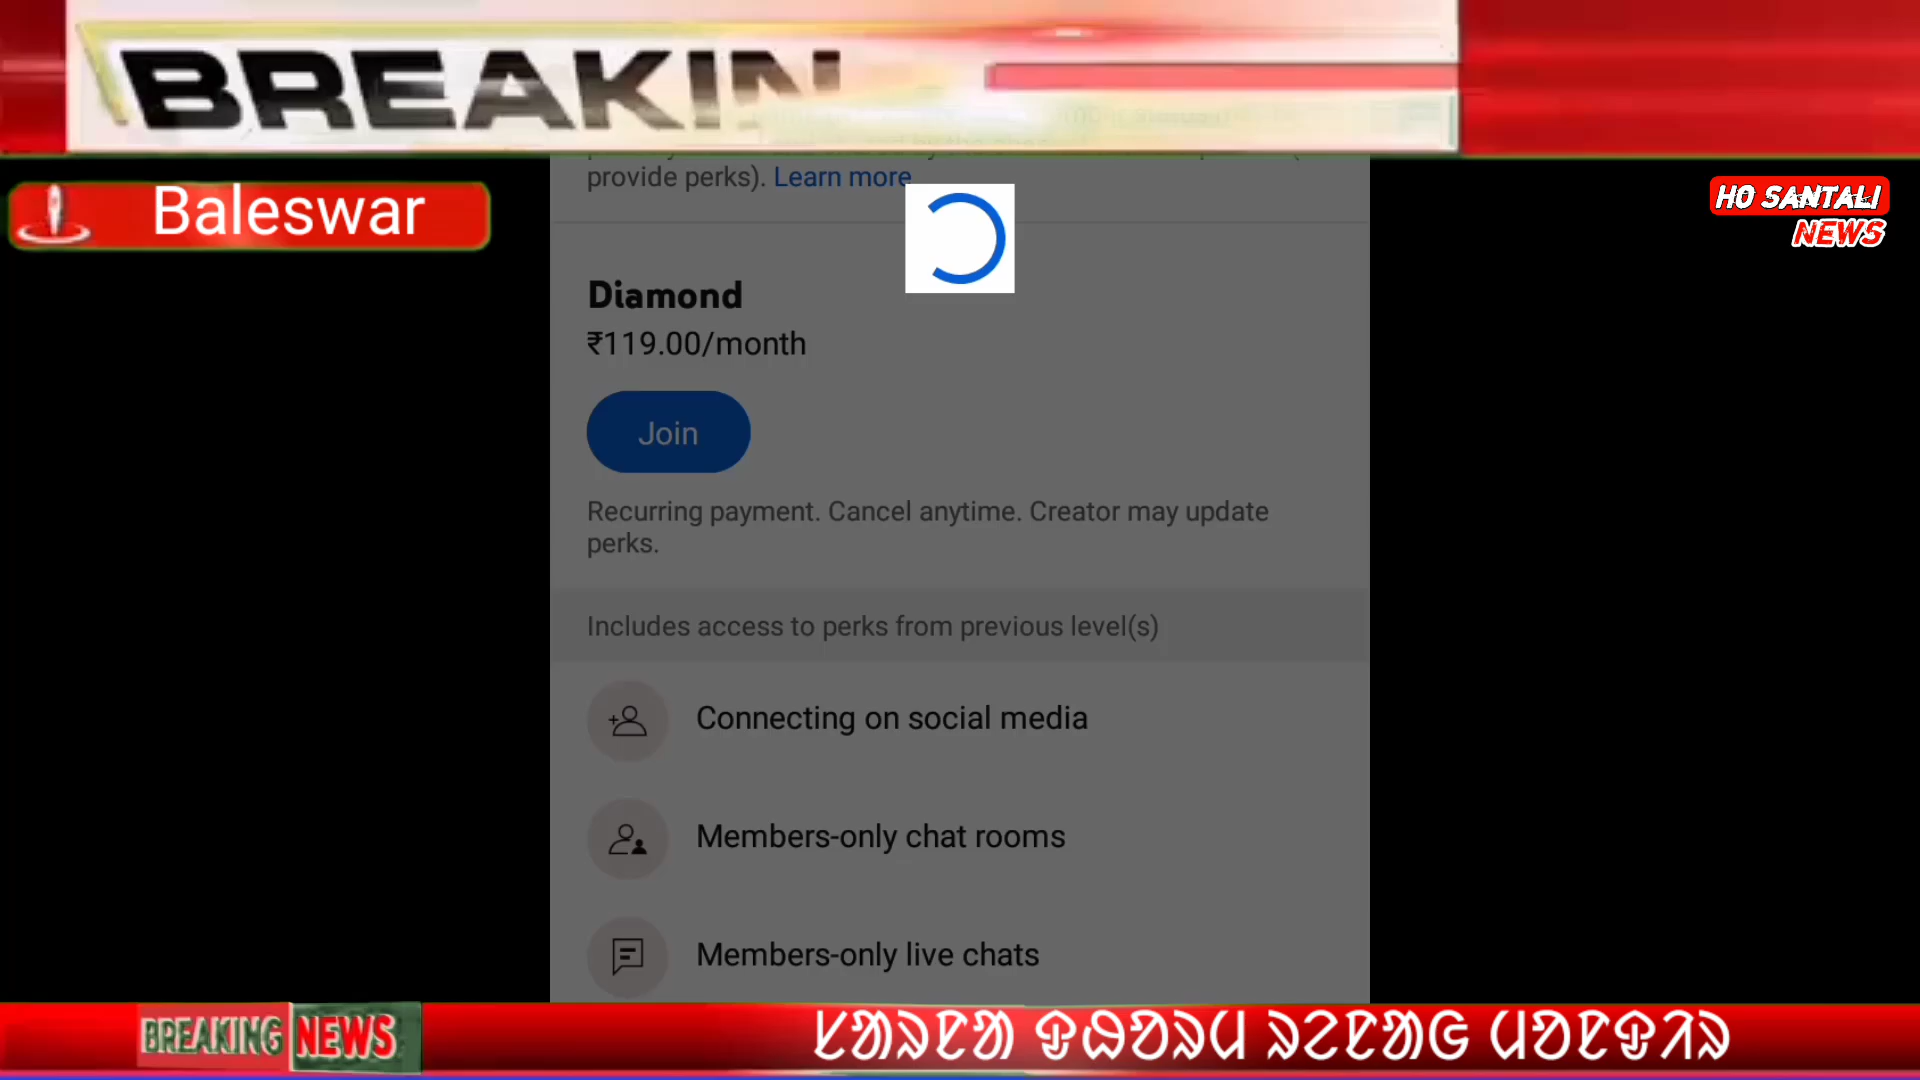 BREAKIN
provide perks). Learn more
Baleswar
HO SANTALI
NEWS
Diamond
₹119.00/month
Join
Recurring payment. Cancel anytime. Creator may update
perks.
Includes access to perks from previous level(s)
Connecting on social media
Members-only chat rooms
Members-only live chats
BREAKING NEWS